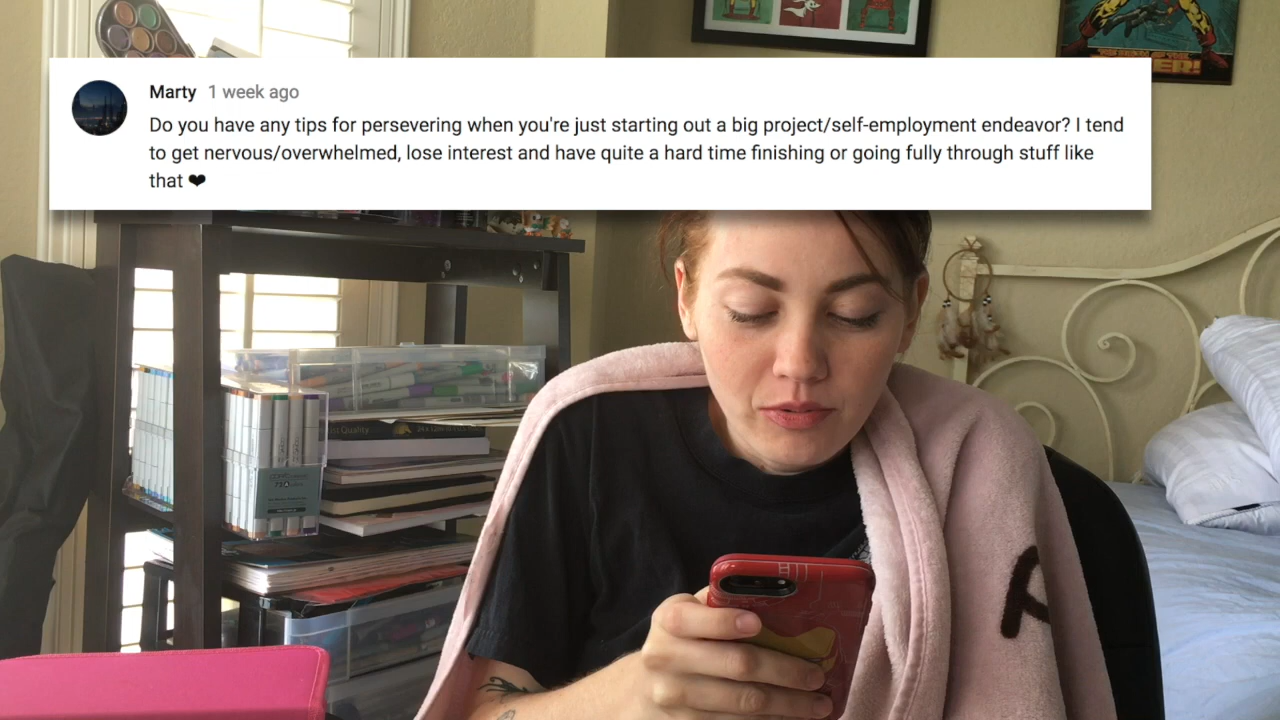 ER!
Marty 1 week ago
Do you have any tips for persevering when you're just starting out a big project/self-employment endeavor? I tend
to get nervous/overwhelmed, lose interest and have quite a hard time finishing or going fully through stuff like
that ❤
Quality
R